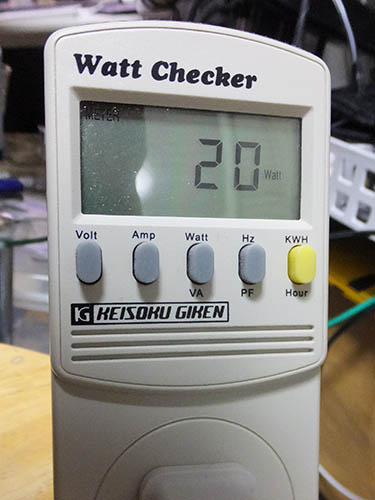 Watt Checker
METER
20 Watt
Volt Amp Watt Hz KWH
VA PF Hour
KEISOKU GIKEN